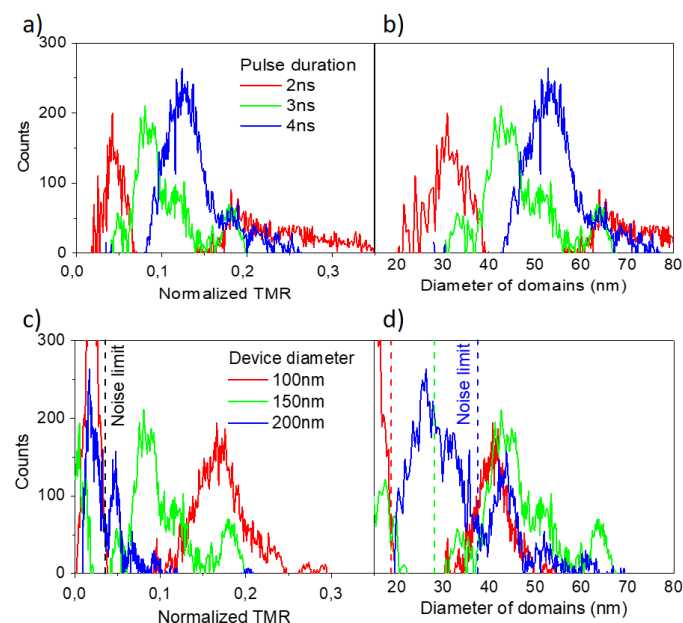 a)
b)
300
200
100
0
Counts
Pulse duration
2ns
3ns
4ns
0,0
0,1
0,2
0,3
Normalized TMR
20
30
40
50
60
70
80
Diameter of domains (nm)
c)
d)
300
200
100
0
Counts
Noise limit
Device diameter
100nm
150nm
200nm
Noise limit
0,0
0,1
0,2
0,3
Normalized TMR
20
30
40
50
60
70
80
Diameter of domains (nm)